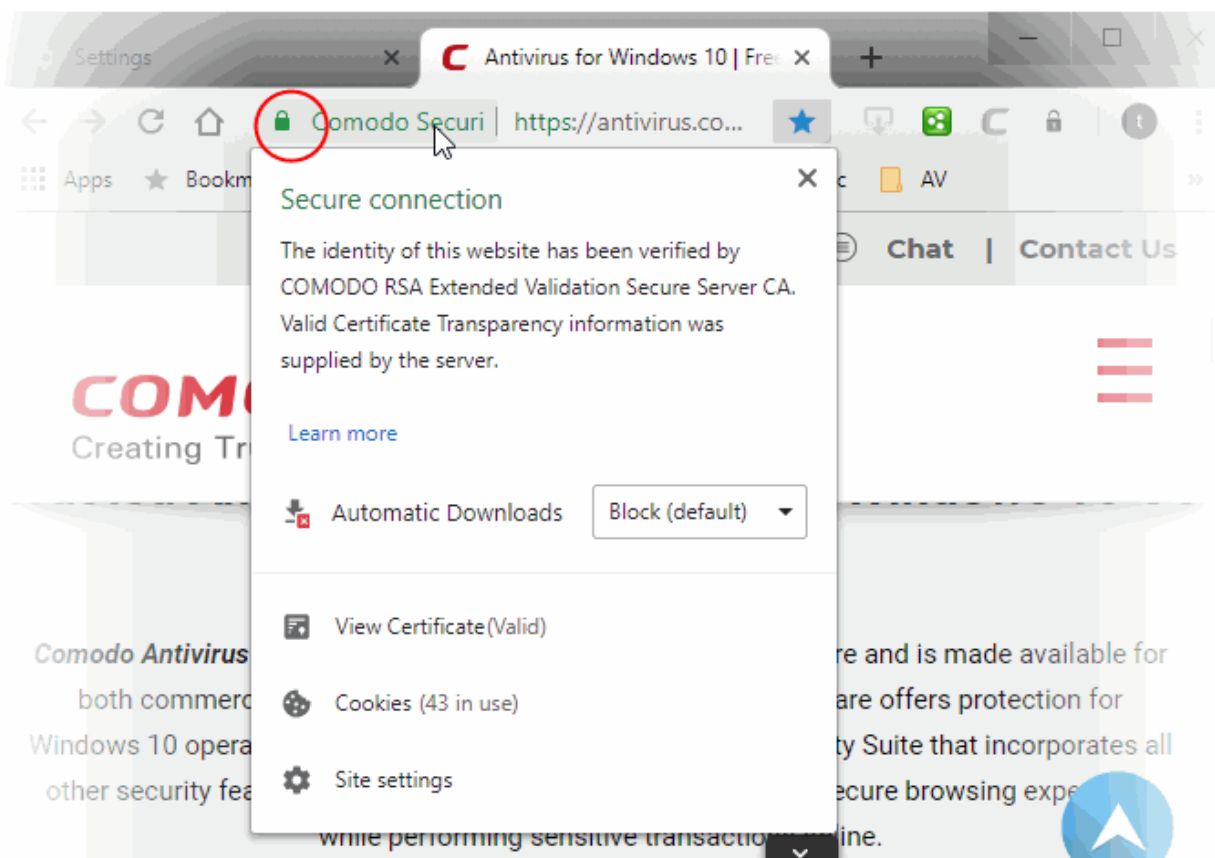 Settings
Antivirus for Windows 10 | Fre
Comodo Securi | https://antivirus.co...
t
Apps
Bookm
c
AV
Secure connection
Chat | Contact Us
The identity of this website has been verified by
COMODO RSA Extended Validation Secure Server CA.
Valid Certificate Transparency information was
supplied by the server.
COMO
Creating Tr
Learn more
Automatic Downloads
Block (default)
View Certificate(Valid)
Comodo Antivirus
re and is made available for
Cookies (43 in use)
both commerc
are offers protection for
Windows 10 opera
ty Suite that incorporates all
Site settings
other security fea
ecure browsing expe
while performing sensitive transactio
ine.